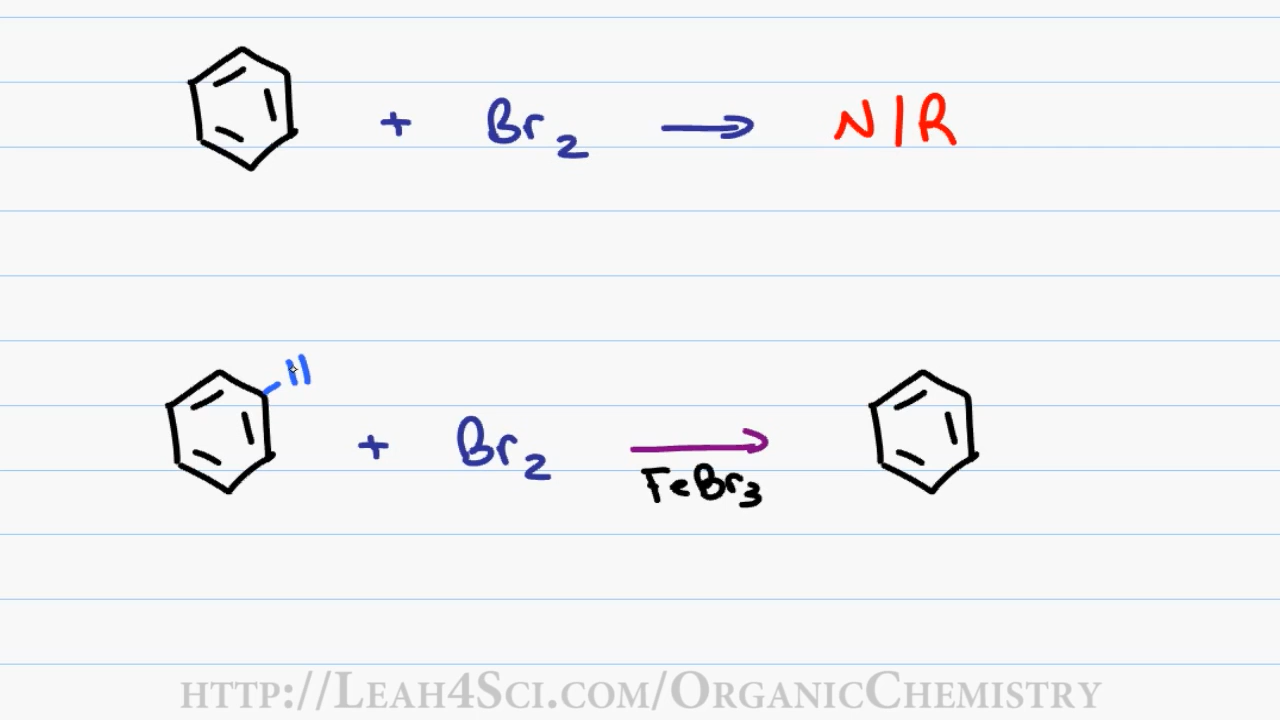 + Br2 → N/R
+ Br2 → 
FeBr3
http://Leah4Sci.com/OrganicChemistry